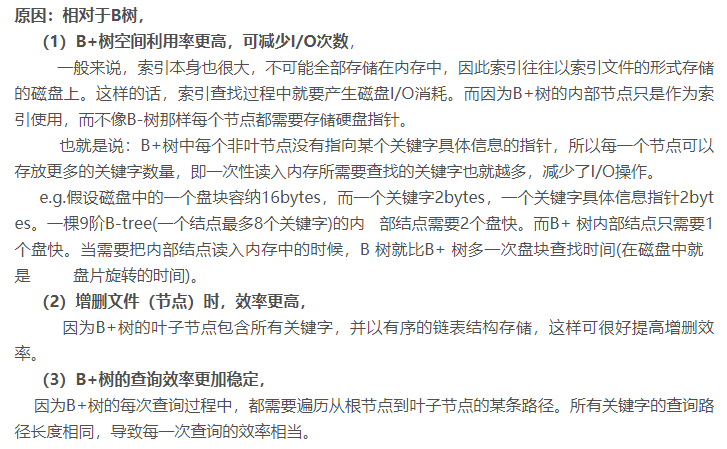 原因：相对于B树，
（1）B+树空间利用率更高，可减少I/O次数，
一般来说，索引本身也很大，不可能全部存储在内存中，因此索引往往以索引文件的形式存储
的磁盘上。这样的话，索引查找过程中就要产生磁盘I/O消耗。而因为B+树的内部节点只是作为索
引使用，而不像B-树那样每个节点都需要存储硬盘指针。
也就是说：B+树中每个非叶节点没有指向某个关键字具体信息的指针，所以每一个节点可以
存放更多的关键字数量，即一次性读入内存所需要查找的关键字也就越多，减少了I/O操作。
e.g.假设磁盘中的一个盘块容纳16bytes，而一个关键字2bytes，一个关键字具体信息指针2byt
es。一棵9阶B-tree(一个结点最多8个关键字)的内 部结点需要2个盘快。而B+ 树内部结点只需要1
个盘快。当需要把内部结点读入内存中的时候，B 树就比B+ 树多一次盘块查找时间(在磁盘中就
是 盘片旋转的时间)。
（2）增删文件（节点）时，效率更高，
因为B+树的叶子节点包含所有关键字，并以有序的链表结构存储，这样可很好提高增删效
率。
（3）B+树的查询效率更加稳定，
因为B+树的每次查询过程中，都需要遍历从根节点到叶子节点的某条路径。所有关键字的查询路
径长度相同，导致每一次查询的效率相当。